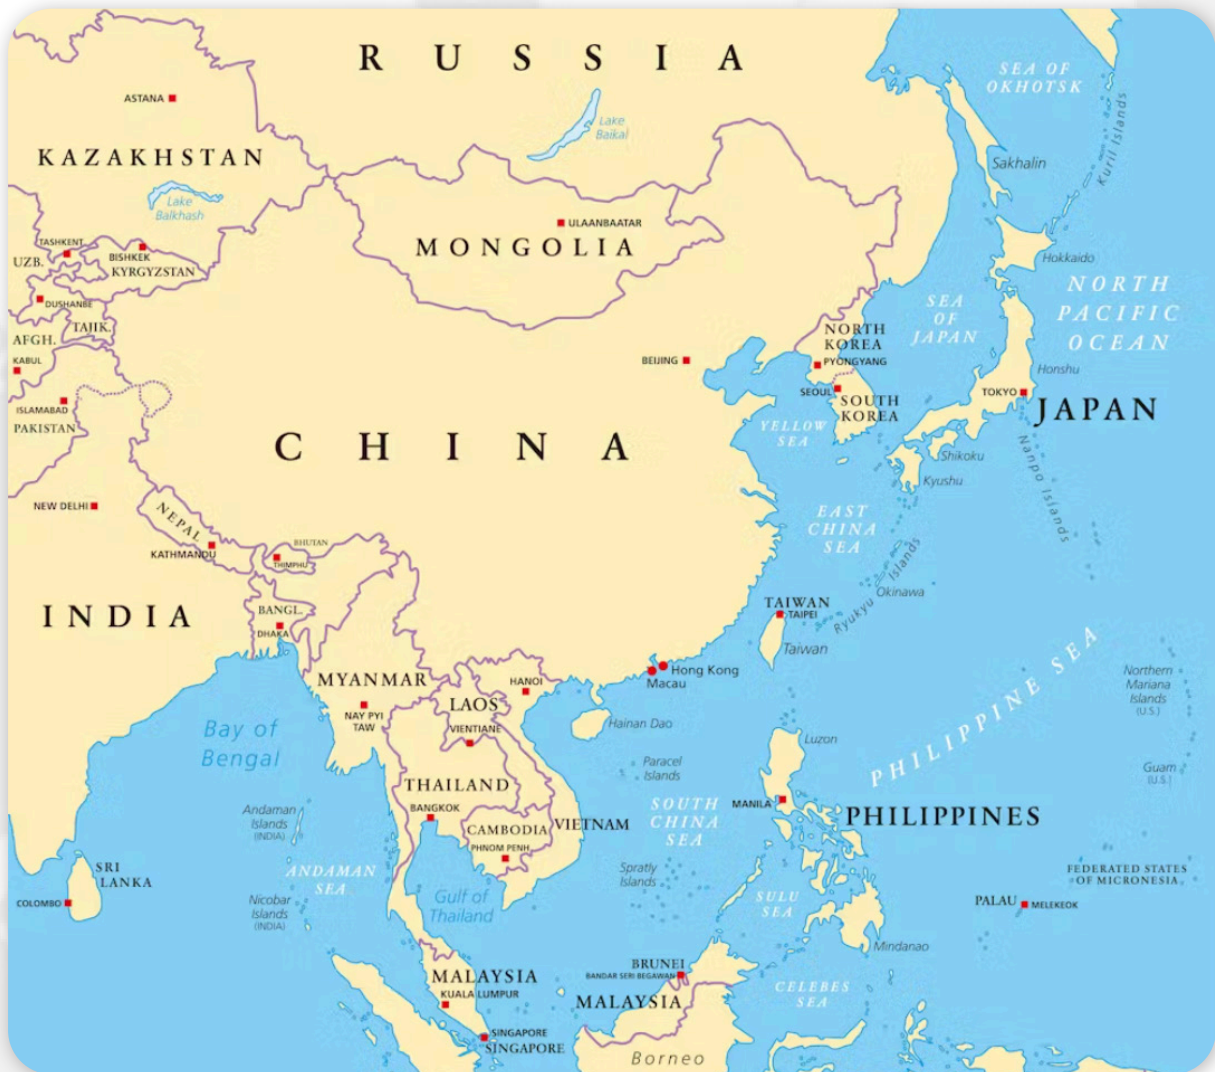 RUSSIA
SEA OF
OKHOTSK
ASTANA
Lake
Baikal
Kuril Islands
KAZAKHSTAN
Sakhalin
Lake
Balkhash
ULAANBAATAR
MONGOLIA
TASHKENT
BISHKEK
UZB.
KYRGYZSTAN
Hokkaido
NORTH
PACIFIC
OCEAN
DUSHANBE
SEA
OF
JAPAN
TAJIK.
AFGH.
NORTH
KOREA
KABUL
BEIJING
PYONGYANG
Honshu
SEOUL
TOKYO
JAPAN
ISLAMABAD
SOUTH
KOREA
PAKISTAN
YELLOW
SEA
CHINA
Shikoku
Nanpo Islands
Kyushu
NEW DELHI
NEPAL
EAST
CHINA
SEA
KATHMANDU
BHUTAN
THIMPHU
Ryukyu Islands
Okinawa
INDIA
BANGL.
TAIWAN
TAIPEI
DHAKA
Taiwan
PHILIPPINE SEA
Hong Kong
Macau
MYANMAR
HANOI
Northern
Mariana
Islands
(U.S.)
LAOS
NAY PYI
TAW
VIENTIANE
Hainan Dao
Bay of
Bengal
Luzon
Paracel
Islands
Guam
(U.S.)
THAILAND
BANGKOK
MANILA
PHILIPPINES
Andaman
Islands
(INDIA)
SOUTH
CHINA
SEA
CAMBODIA
VIETNAM
PHNOM PENH
SRI
LANKA
ANDAMAN
SEA
Spratly
Islands
FEDERATED STATES
OF MICRONESIA
COLOMBO
Nicobar
Islands
(INDIA)
Gulf of
Thailand
SULU
SEA
PALAU
MELEKEOK
Mindanao
BRUNEI
BANDAR SERI BEGAWAN
MALAYSIA
KUALA LUMPUR
MALAYSIA
CELEBES
SEA
SINGAPORE
SINGAPORE
Borneo